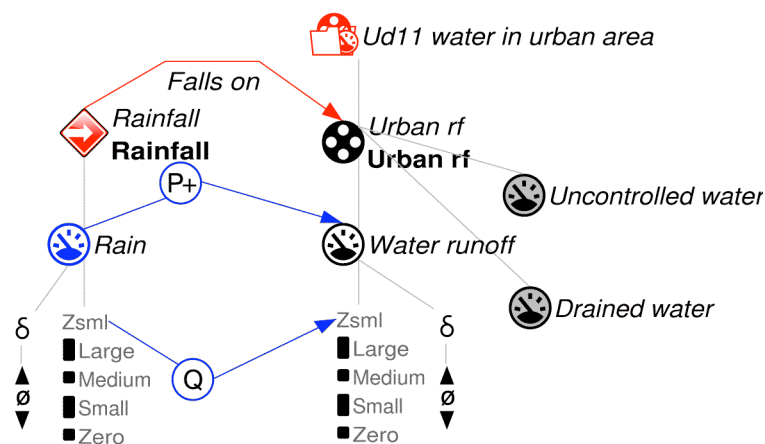 Ud11 water in urban area
Falls on
Rainfall
Rainfall
Urban rf
Urban rf
P+
Uncontrolled water
Rain
Water runoff
Drained water
δ
Zsml
Large
Medium
Small
Zero
ø
Q
Zsml
Large
Medium
Small
Zero
δ
ø